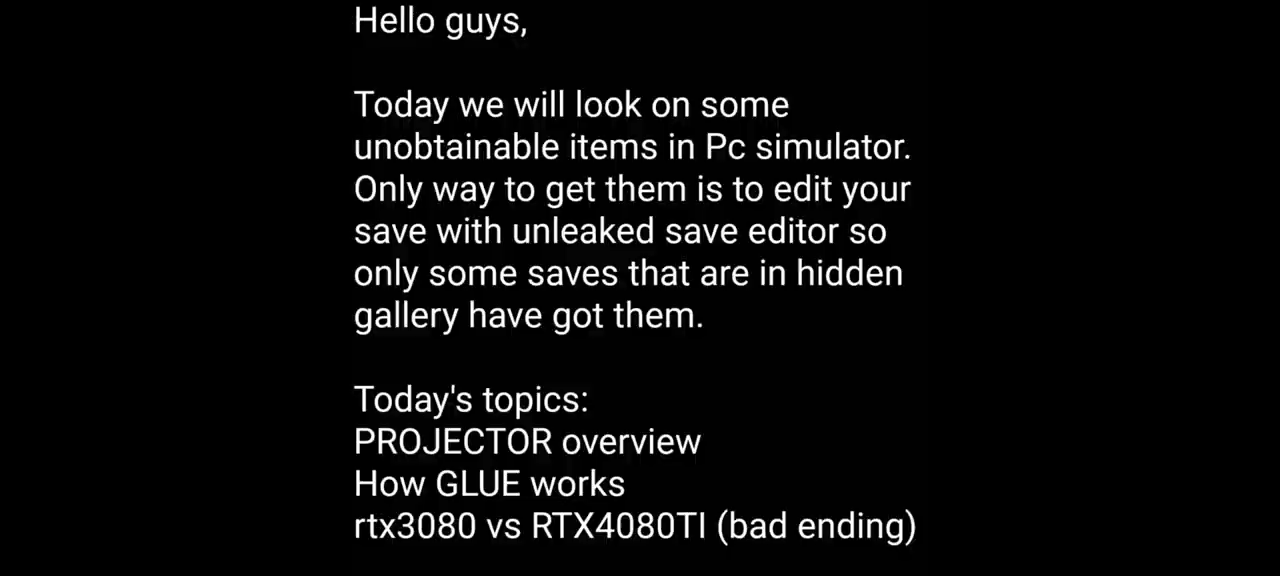 Hello guys,
Today we will look on some
unobtainable items in Pc simulator.
Only way to get them is to edit your
save with unleaked save editor so
only some saves that are in hidden
gallery have got them.
Today's topics:
PROJECTOR overview
How GLUE works
rtx3080 vs RTX4080TI (bad ending)